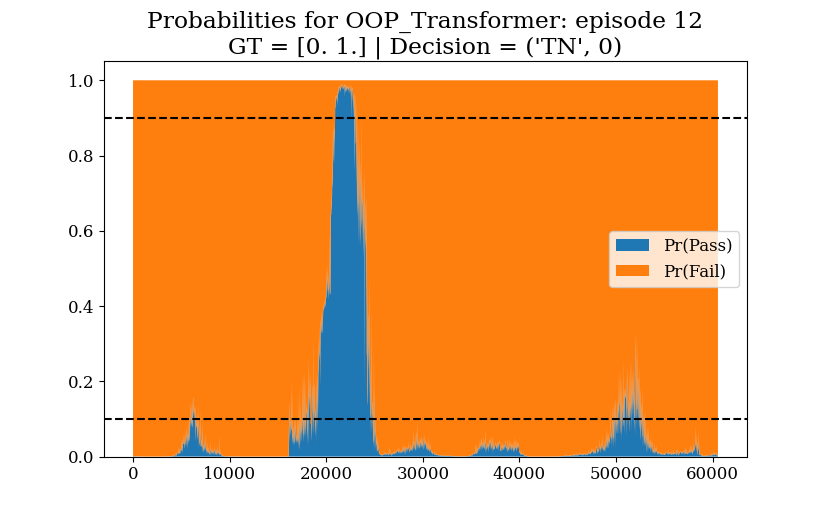 Probabilities for OOP_Transformer: episode 12
GT = [0. 1.] | Decision = ('TN', 0)
1.0
0.8
0.6
0.4
0.2
0.0
Pr(Pass)
Pr(Fail)
0 10000 20000 30000 40000 50000 60000